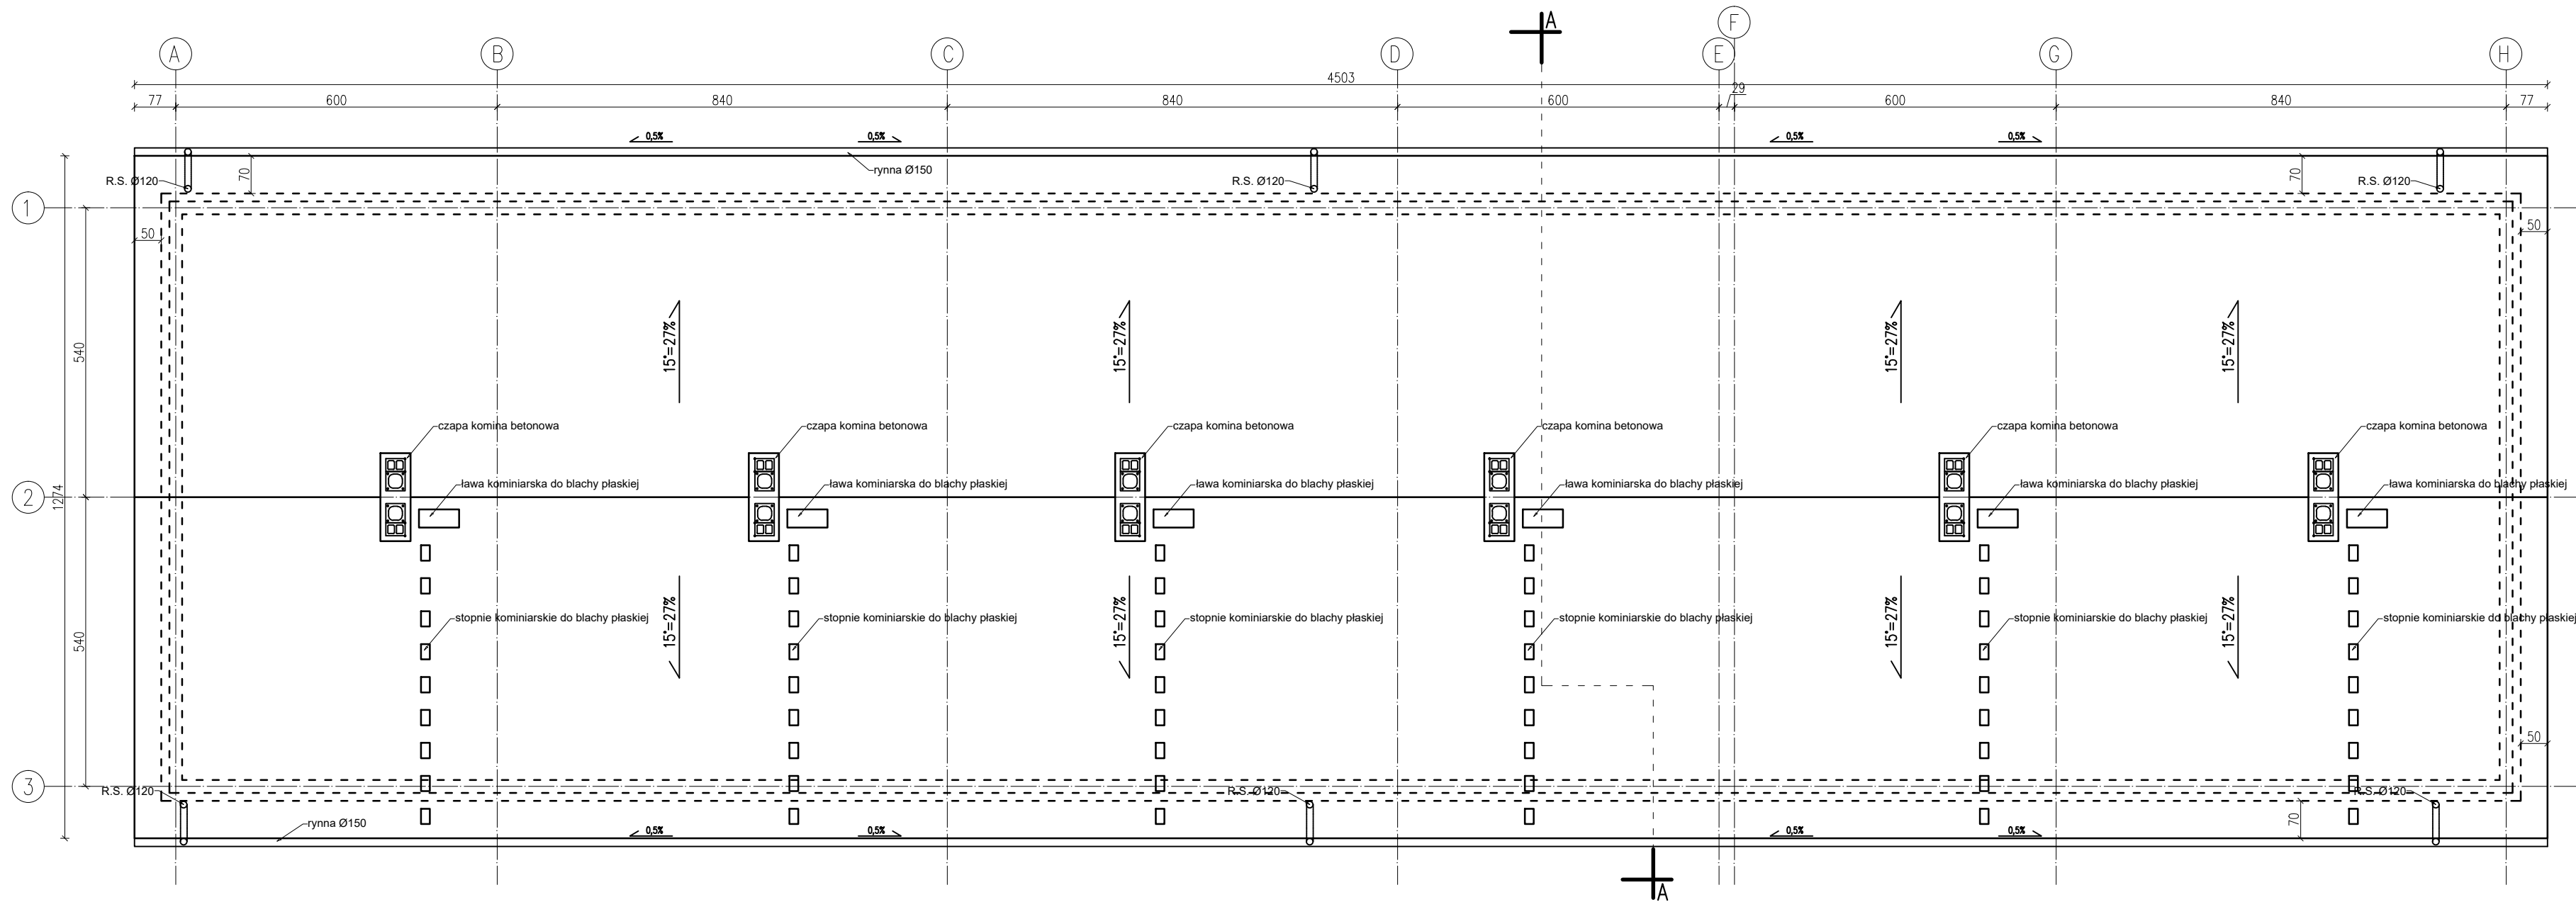 F
A
A B C D E G H
4503
29
77 600 840 840 600 600 840 77
0,5% 0,5% 0,5% 0,5%
rynna Ø150
70 70
R.S. Ø120 R.S. Ø120 R.S. Ø120
1
50 50
540
15°=27% 15°=27% 15°=27% 15°=27%
czapa komina betonowa czapa komina betonowa czapa komina betonowa czapa komina betonowa czapa komina betonowa czapa komina betonowa
ława kominiarska do blachy płaskiej ława kominiarska do blachy płaskiej ława kominiarska do blachy płaskiej ława kominiarska do blachy płaskiej ława kominiarska do blachy płaskiej ława kominiarska do blachy płaskiej
2
1274
540
15°=27% 15°=27% 15°=27% 15°=27%
stopnie kominiarskie do blachy płaskiej stopnie kominiarskie do blachy płaskiej stopnie kominiarskie do blachy płaskiej stopnie kominiarskie do blachy płaskiej stopnie kominiarskie do blachy płaskiej stopnie kominiarskie do blachy płaskiej
50
3
R.S. Ø120 R.S. Ø120 R.S. Ø120
70
rynna Ø150
0,5% 0,5% 0,5% 0,5%
A